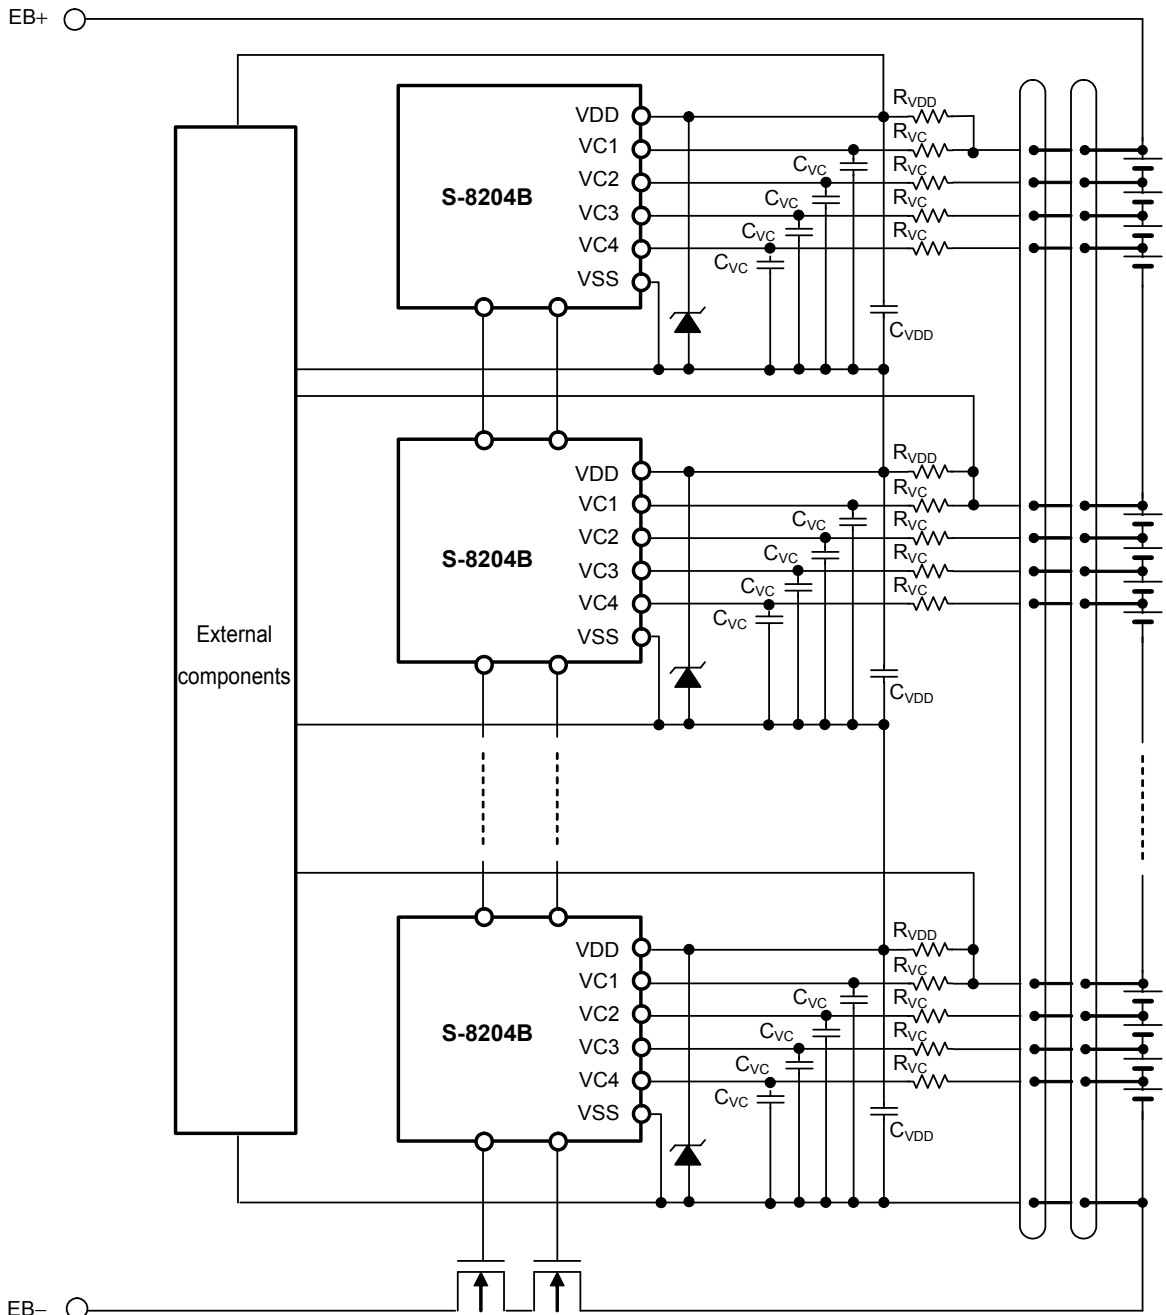 EB+
VDD
VC1
VC2
VC3
VC4
VSS
S-8204B
RVDD
RVC
RVC
RVC
RVC
CVC
CVC
CVC
CVC
CVDD
VDD
VC1
VC2
VC3
VC4
VSS
S-8204B
RVDD
RVC
RVC
RVC
RVC
CVC
CVC
CVC
CVC
CVDD
External
components
VDD
VC1
VC2
VC3
VC4
VSS
S-8204B
RVDD
RVC
RVC
RVC
RVC
CVC
CVC
CVC
CVC
CVDD
EB−